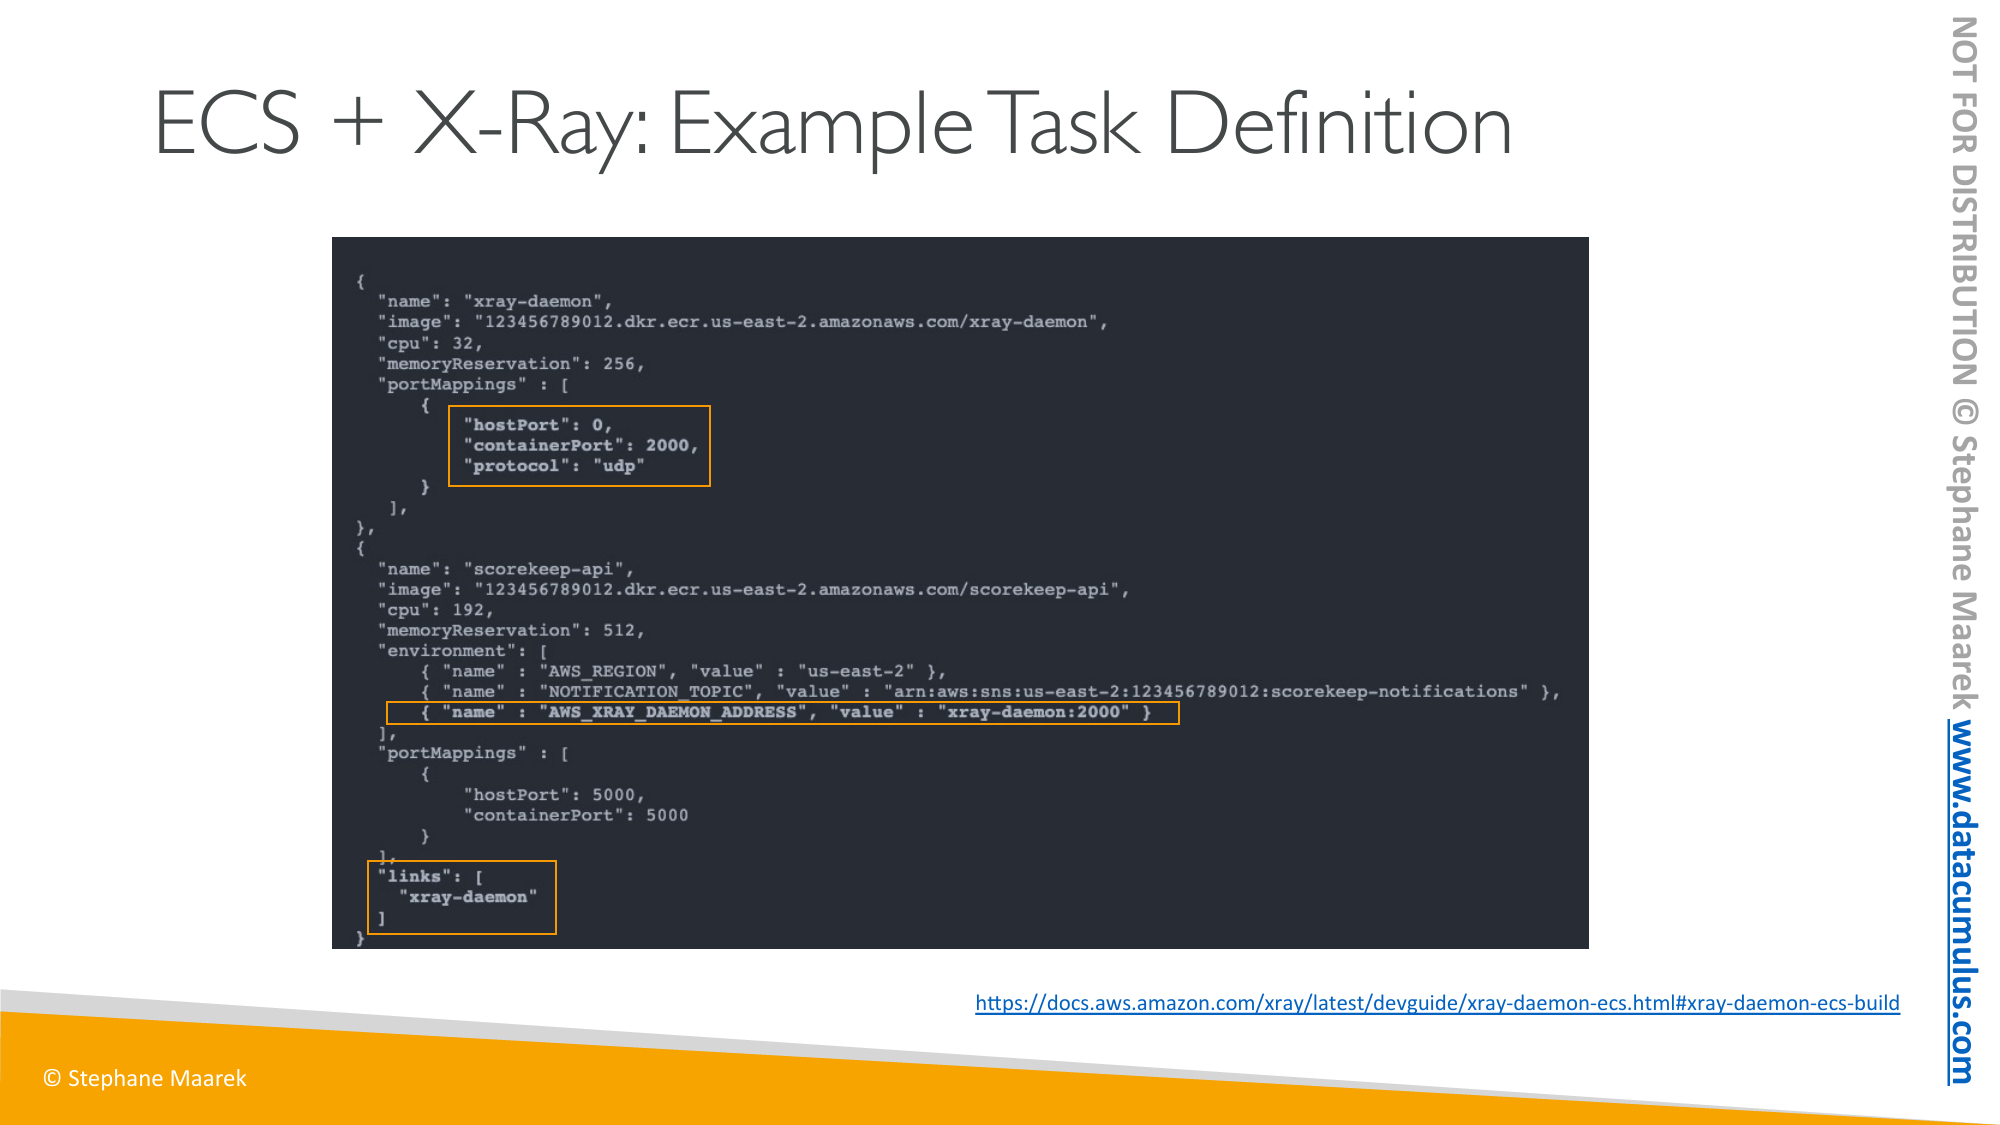 ECS + X-Ray: Example Task Definition
{
"name": "xray-daemon",
"image": "123456789012.dkr.ecr.us-east-2.amazonaws.com/xray-daemon",
"cpu": 32,
"memoryReservation": 256,
"portMappings" : [
{
"hostPort": 0,
"containerPort": 2000,
"protocol": "udp"
}
],
},
{
"name": "scorekeep-api",
"image": "123456789012.dkr.ecr.us-east-2.amazonaws.com/scorekeep-api",
"cpu": 192,
"memoryReservation": 512,
"environment": [
{ "name" : "AWS_REGION", "value" : "us-east-2" },
{ "name" : "NOTIFICATION_TOPIC", "value" : "arn:aws:sns:us-east-2:123456789012:scorekeep-notifications" },
{ "name" : "AWS_XRAY_DAEMON_ADDRESS", "value" : "xray-daemon:2000" }
],
"portMappings" : [
{
"hostPort": 5000,
"containerPort": 5000
}
],
"links": [
"xray-daemon"
]
}
https://docs.aws.amazon.com/xray/latest/devguide/xray-daemon-ecs.html#xray-daemon-ecs-build
© Stephane Maarek
NOT FOR DISTRIBUTION © Stephane Maarek www.datacumulus.com